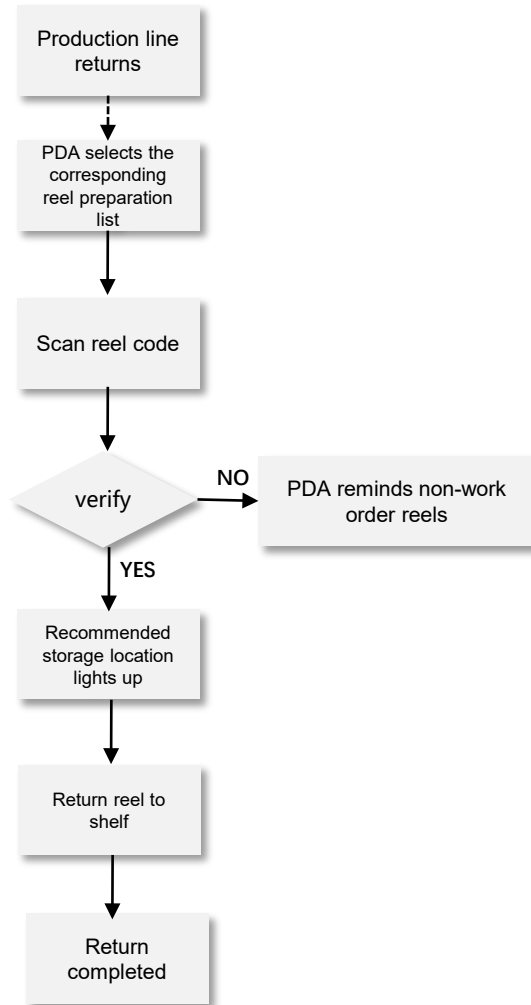 Production line
returns
PDA selects the
corresponding
reel preparation
list
Scan reel code
verify
NO
PDA reminds non-work
order reels
YES
Recommended
storage location
lights up
Return reel to
shelf
Return
completed